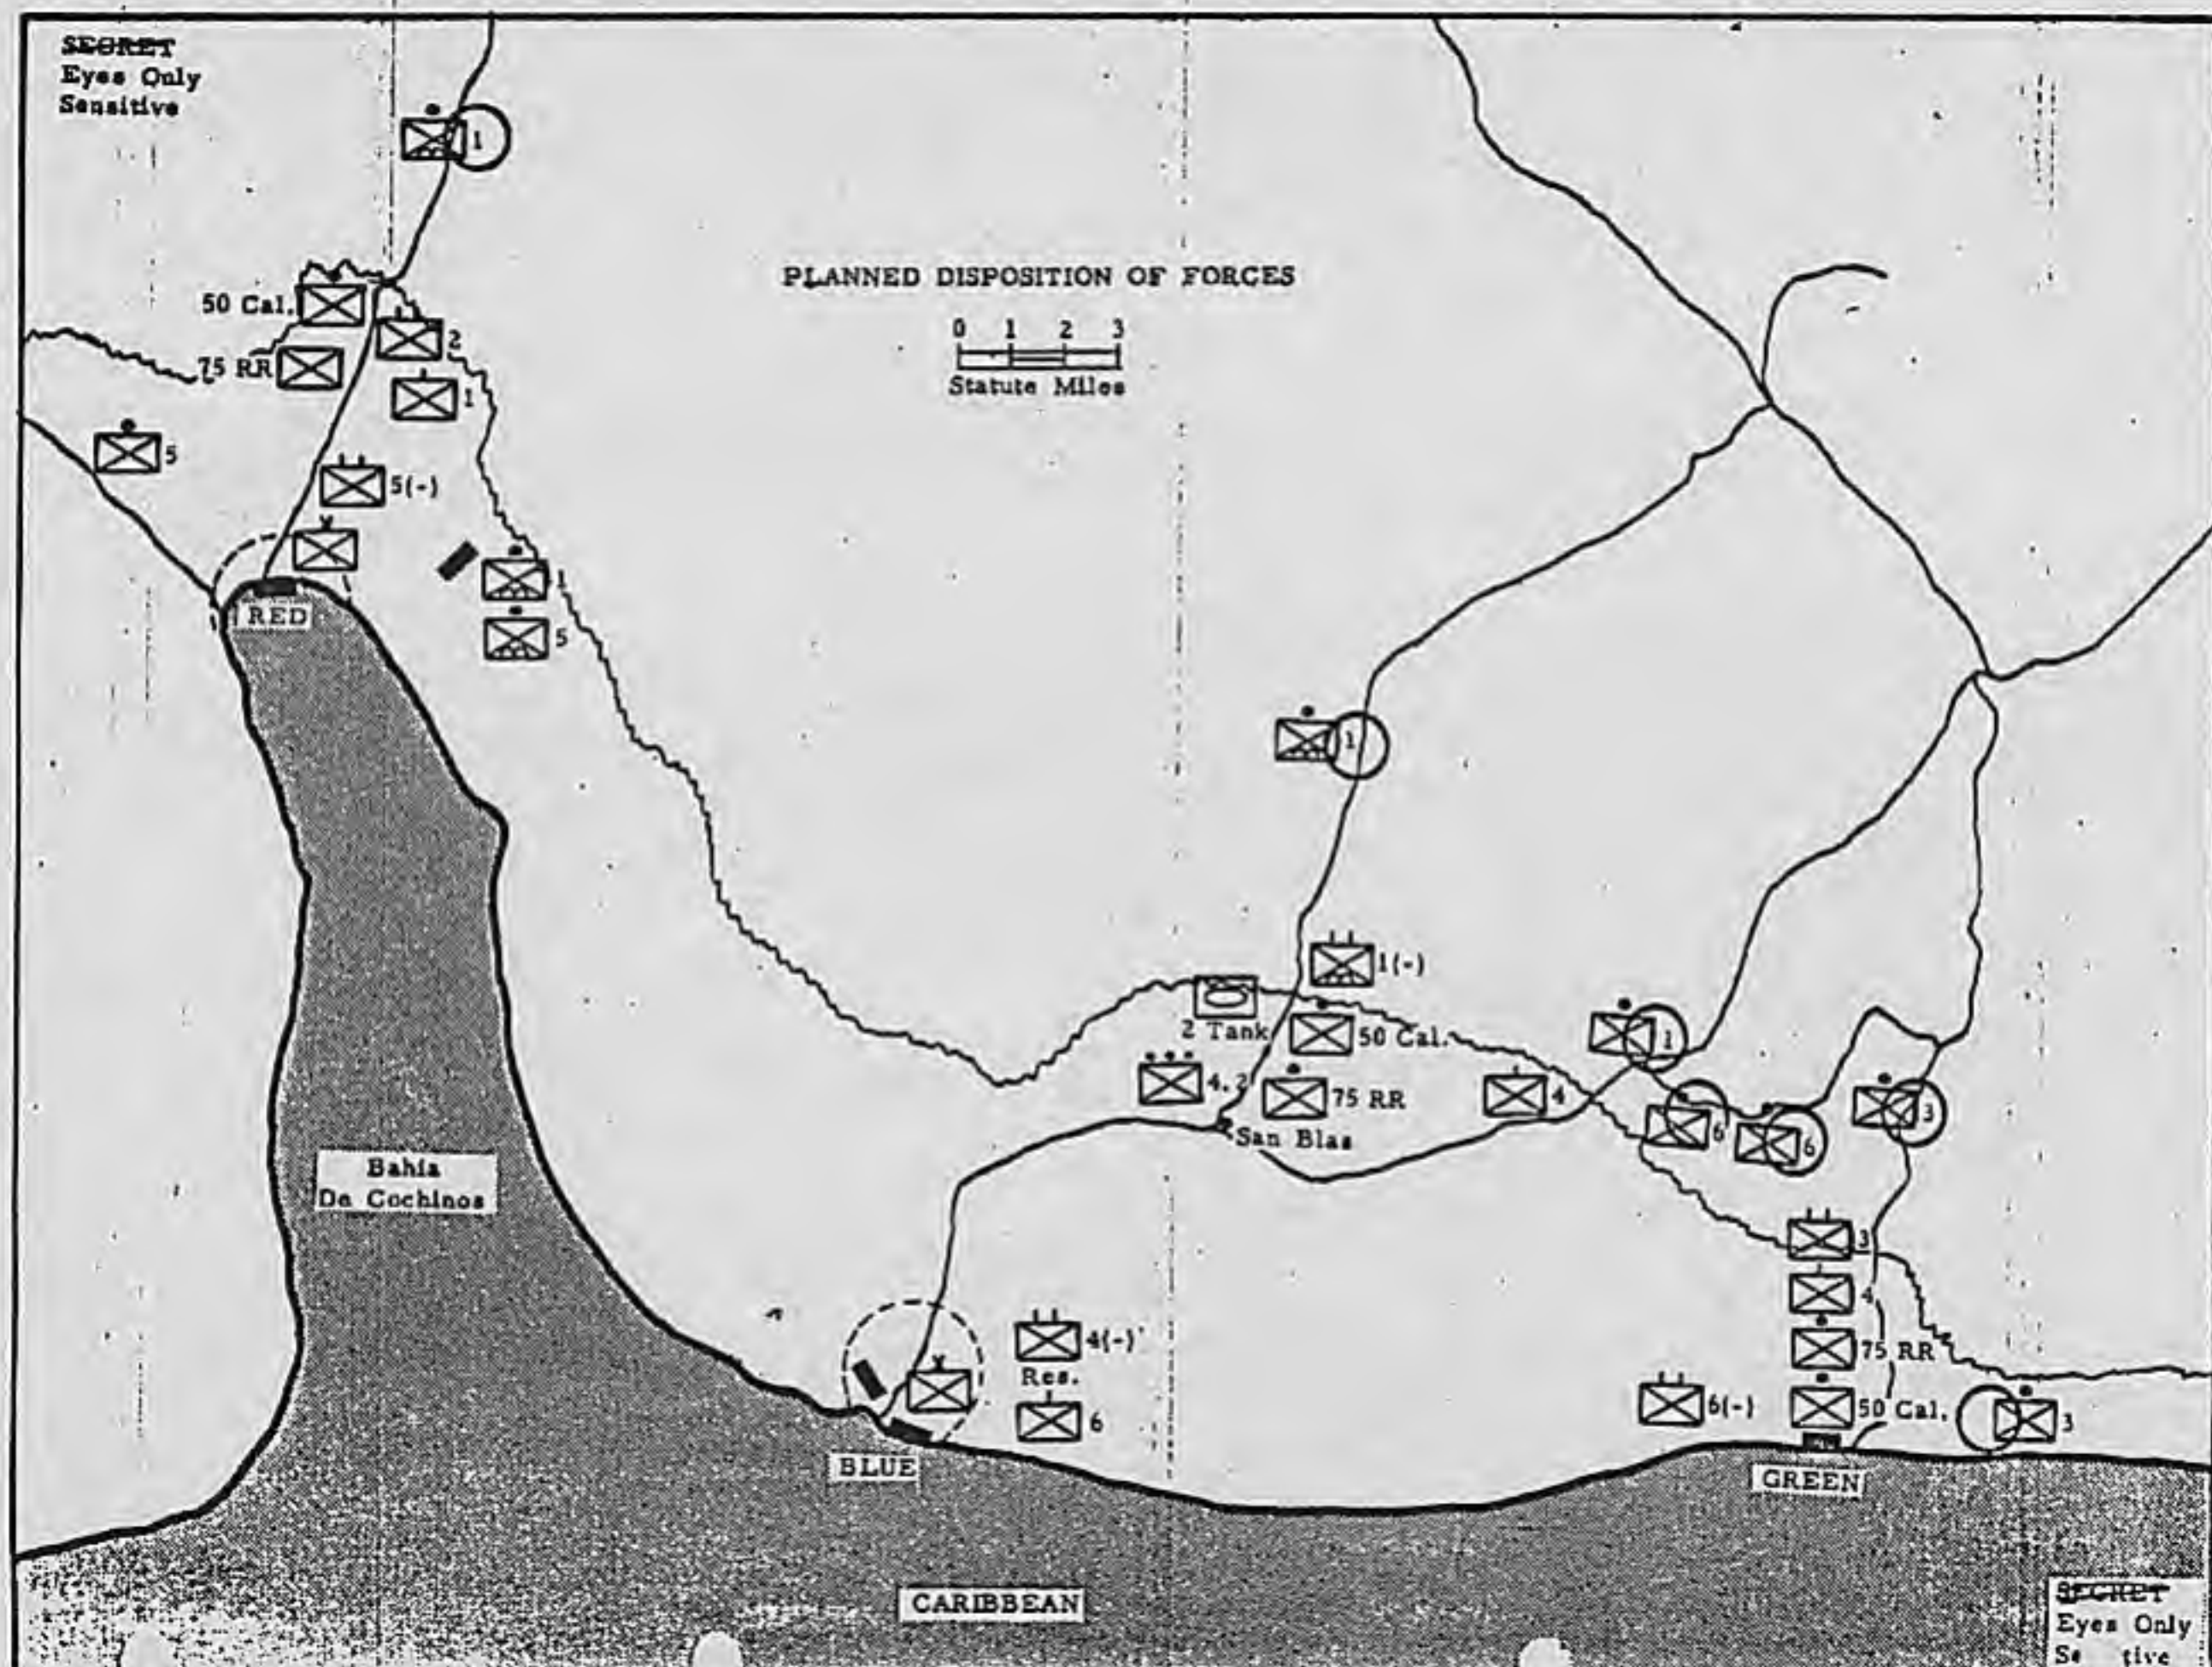 SECRET
Eyes Only
Sensitive
1
PLANNED DISPOSITION OF FORCES
0 1 2 3
Statute Miles
50 Cal.
2
75 RR
1
5
5(-)
RED
1
5
1
1(-)
2 Tank
50 Cal.
1
4.2
75 RR
4
San Blas
6
6
3
Bahia
De Cochinos
3
4
4(-)
Res.
6
75 RR
6(-)
50 Cal.
3
BLUE
GREEN
CARIBBEAN
SECRET
Eyes Only
Se tive